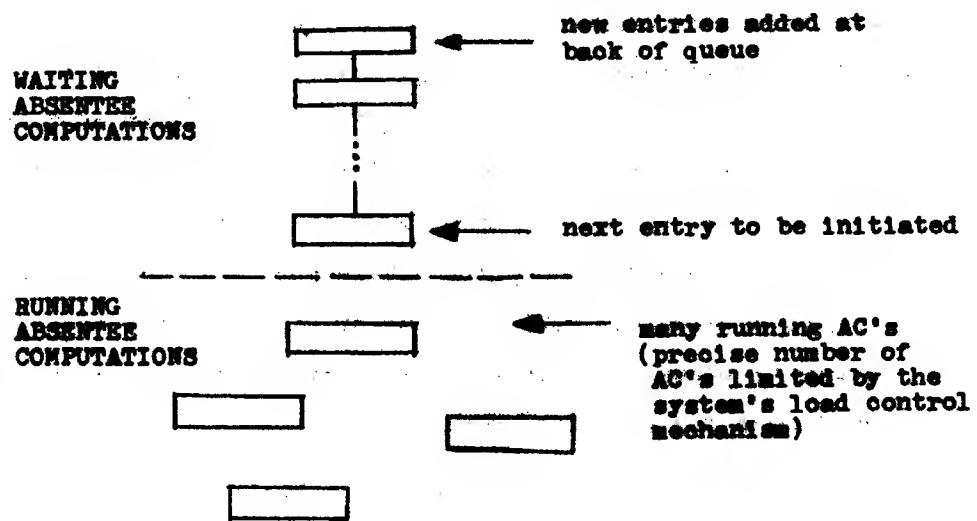 new entries added at
back of queue
WAITING
ABSENTEE
COMPUTATIONS
next entry to be initiated
RUNNING
ABSENTEE
COMPUTATIONS
many running AC's
(precise number of
AC's limited by the
system's load control
mechanism)